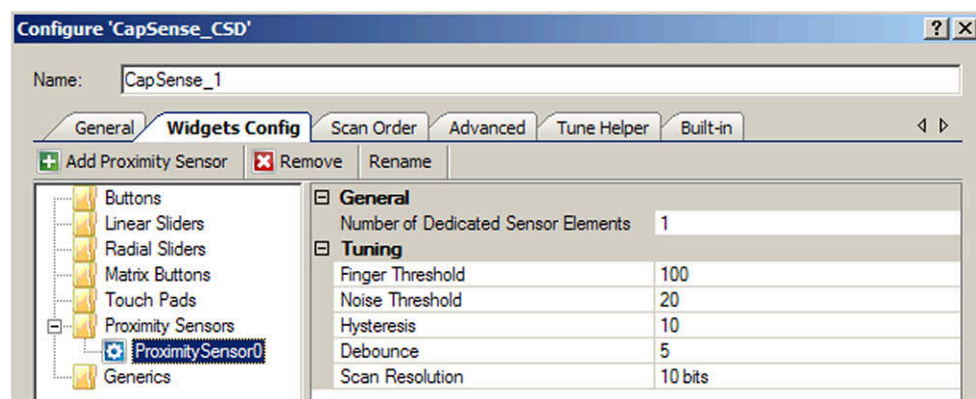 Configure 'CapSense_CSD'
Name: CapSense_1
General Widgets Config Scan Order Advanced Tune Helper Built-in
Add Proximity Sensor Remove Rename
Buttons
Linear Sliders
Radial Sliders
Matrix Buttons
Touch Pads
Proximity Sensors
ProximitySensor0
Generics
General
Number of Dedicated Sensor Elements 1
Tuning
Finger Threshold 100
Noise Threshold 20
Hysteresis 10
Debounce 5
Scan Resolution 10 bits